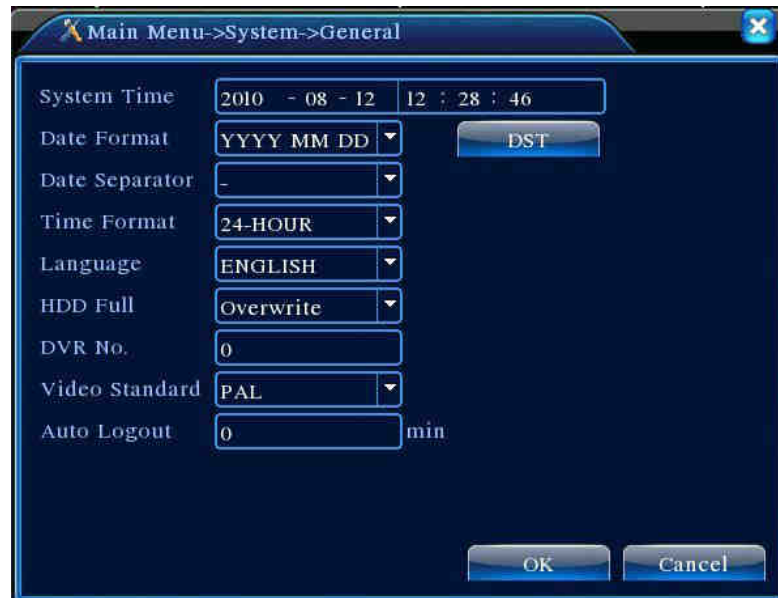 Main Menu->System->General
System Time 2010 - 08 - 12 12 : 28 : 46
Date Format YYYY MM DD DST
Date Separator -
Time Format 24-HOUR
Language ENGLISH
HDD Full Overwrite
DVR No. 0
Video Standard PAL
Auto Logout 0 min
OK Cancel